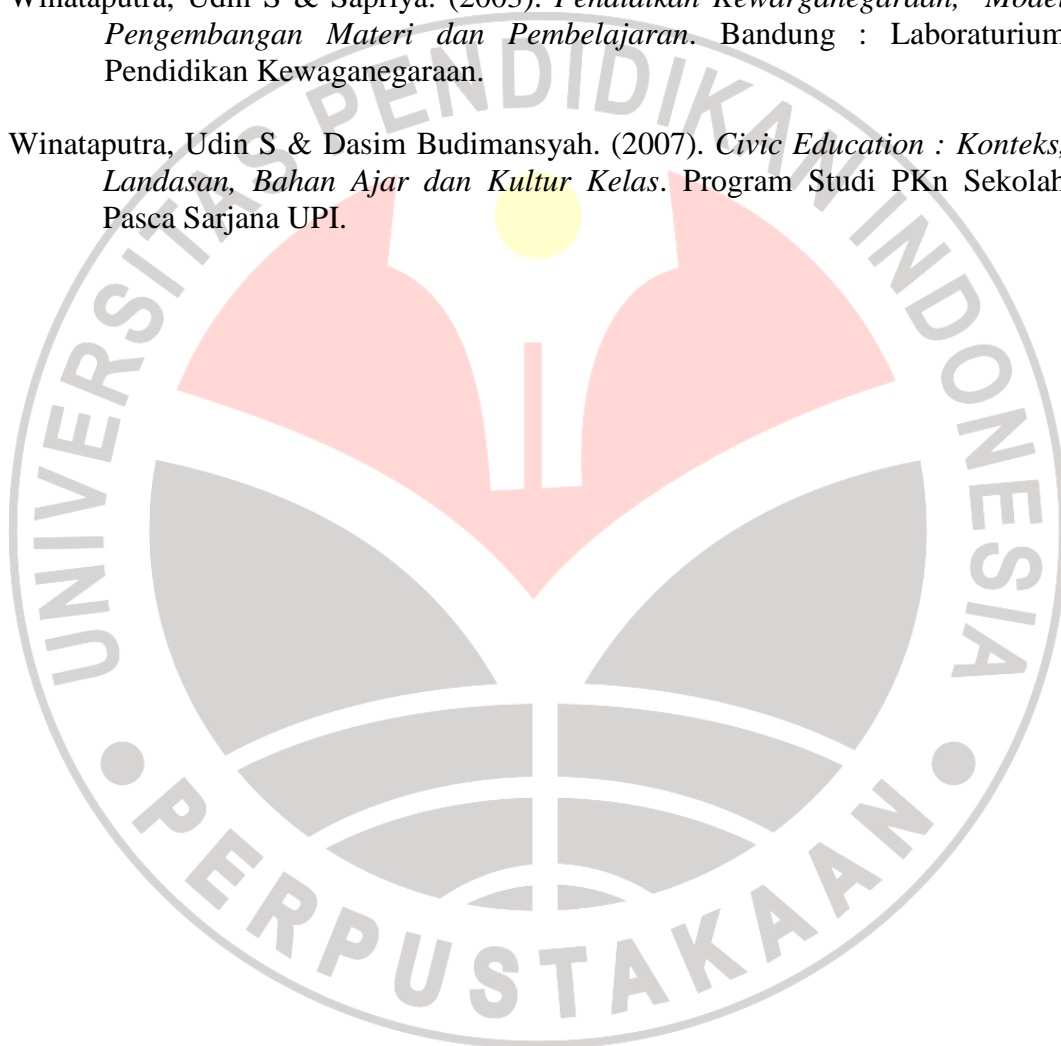 Winataputra, Udin S & Sapriya. (2003). Pendidikan Kewarganegaraan, Model
Pengembangan Materi dan Pembelajaran. Bandung : Laboraturium
Pendidikan Kewaganegaraan.
Winataputra, Udin S & Dasim Budimansyah. (2007). Civic Education : Konteks,
Landasan, Bahan Ajar dan Kultur Kelas. Program Studi PKn Sekolah
Pasca Sarjana UPI.
UNIVERSITAS PENDIDIKAN INDONESIA
PERPUSTAKAAN